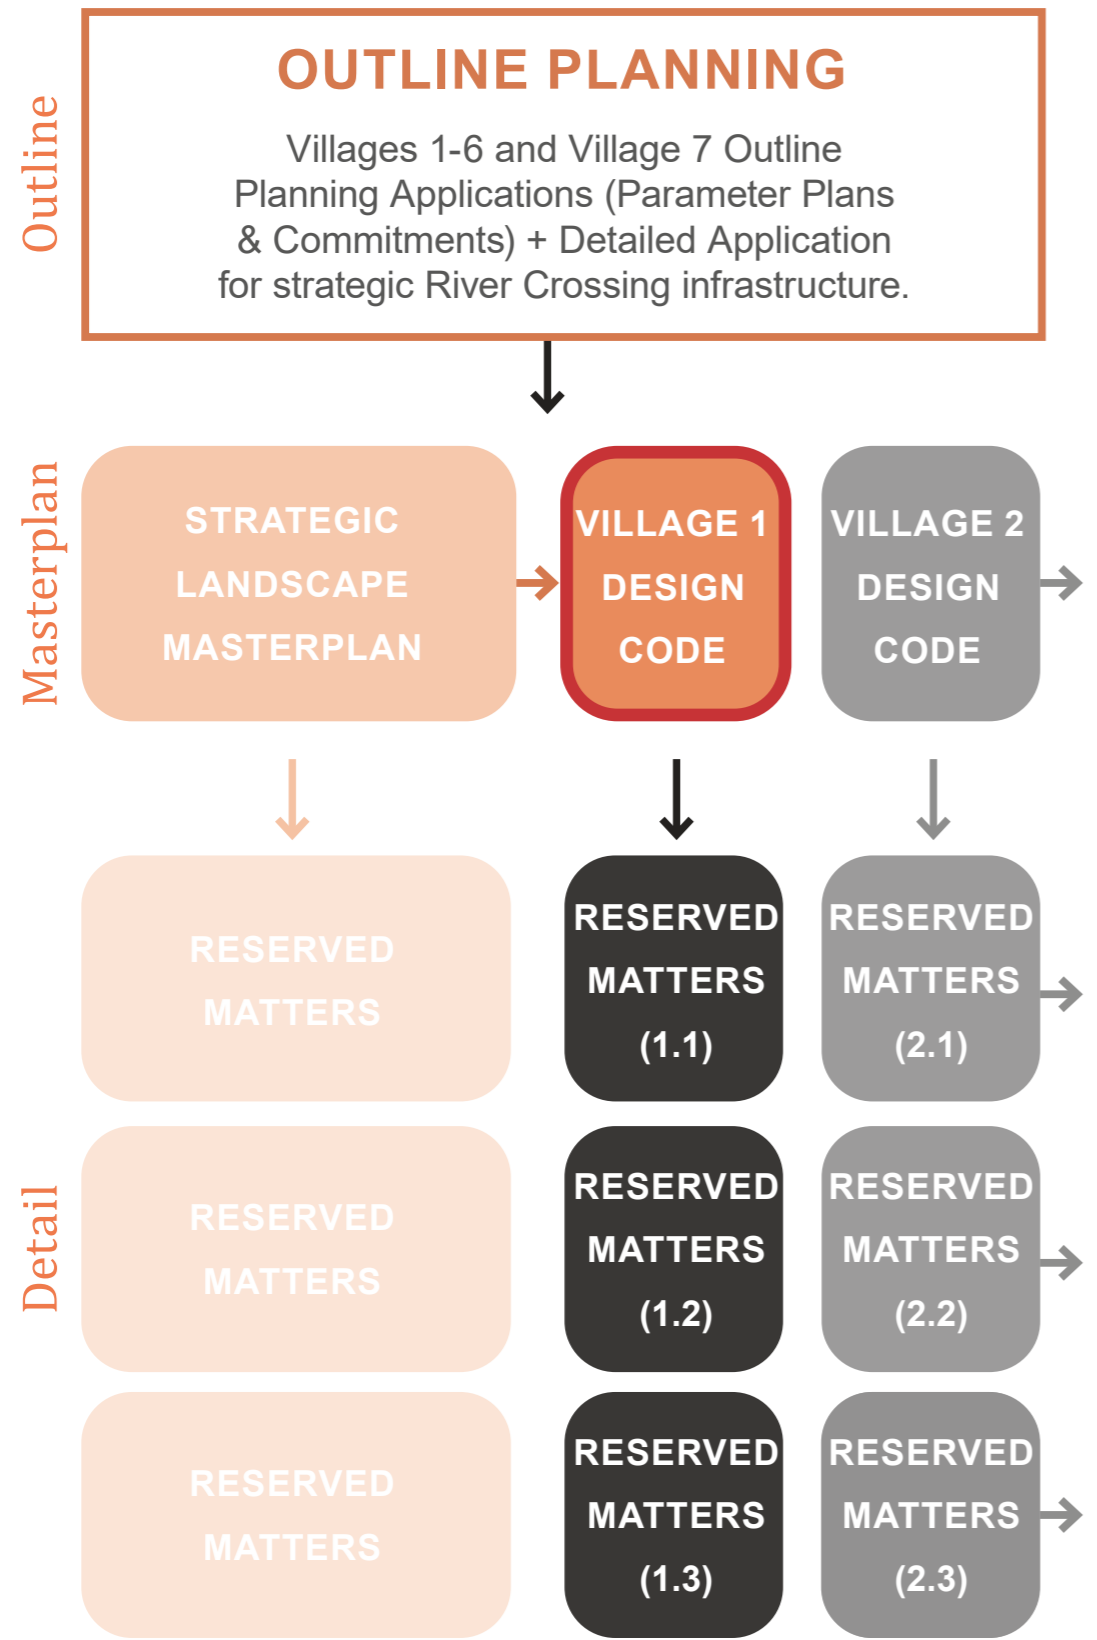 Outline
OUTLINE PLANNING
Villages 1-6 and Village 7 Outline
Planning Applications (Parameter Plans
& Commitments) + Detailed Application
for strategic River Crossing infrastructure.
Masterplan
STRATEGIC
LANDSCAPE
MASTERPLAN
VILLAGE 1
DESIGN
CODE
VILLAGE 2
DESIGN
CODE
Detail
RESERVED
MATTERS
RESERVED
MATTERS
(1.1)
RESERVED
MATTERS
(2.1)
RESERVED
MATTERS
RESERVED
MATTERS
(1.2)
RESERVED
MATTERS
(2.2)
RESERVED
MATTERS
RESERVED
MATTERS
(1.3)
RESERVED
MATTERS
(2.3)